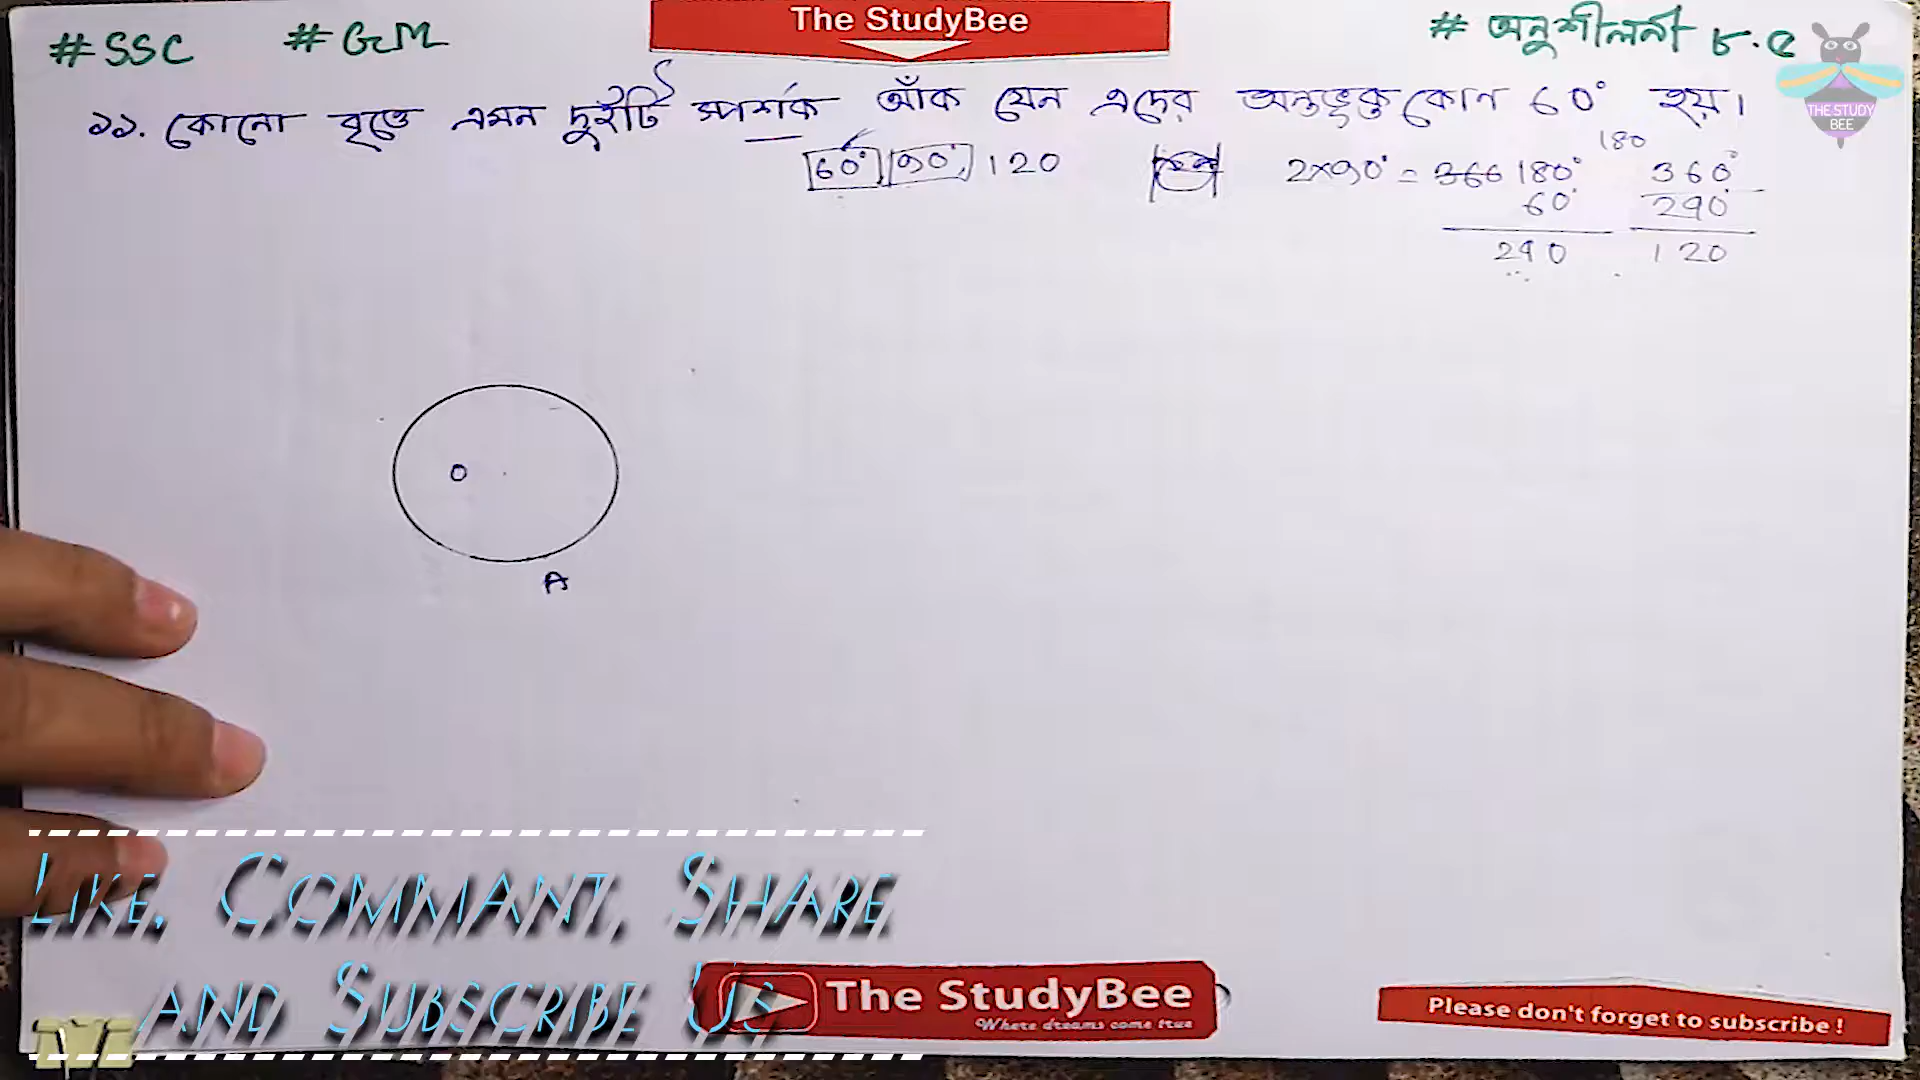 The StudyBee
#SSC #GM # অনুশীলনী ৮.৫
১১. কোনো বৃত্তে এমন দুইটি স্পর্শক আঁক যেন এদের অন্তর্ভুক্ত কোণ 60° হয়।
THE STUDY
BEE
60° 90° 120 2×90° = 180° 360° 180
60° 240°
240 120
O
A
LIKE, COMMANT, SHARE
AND SUBSCRIBE US
The StudyBee
Where dreams come true
Please don't forget to subscribe !